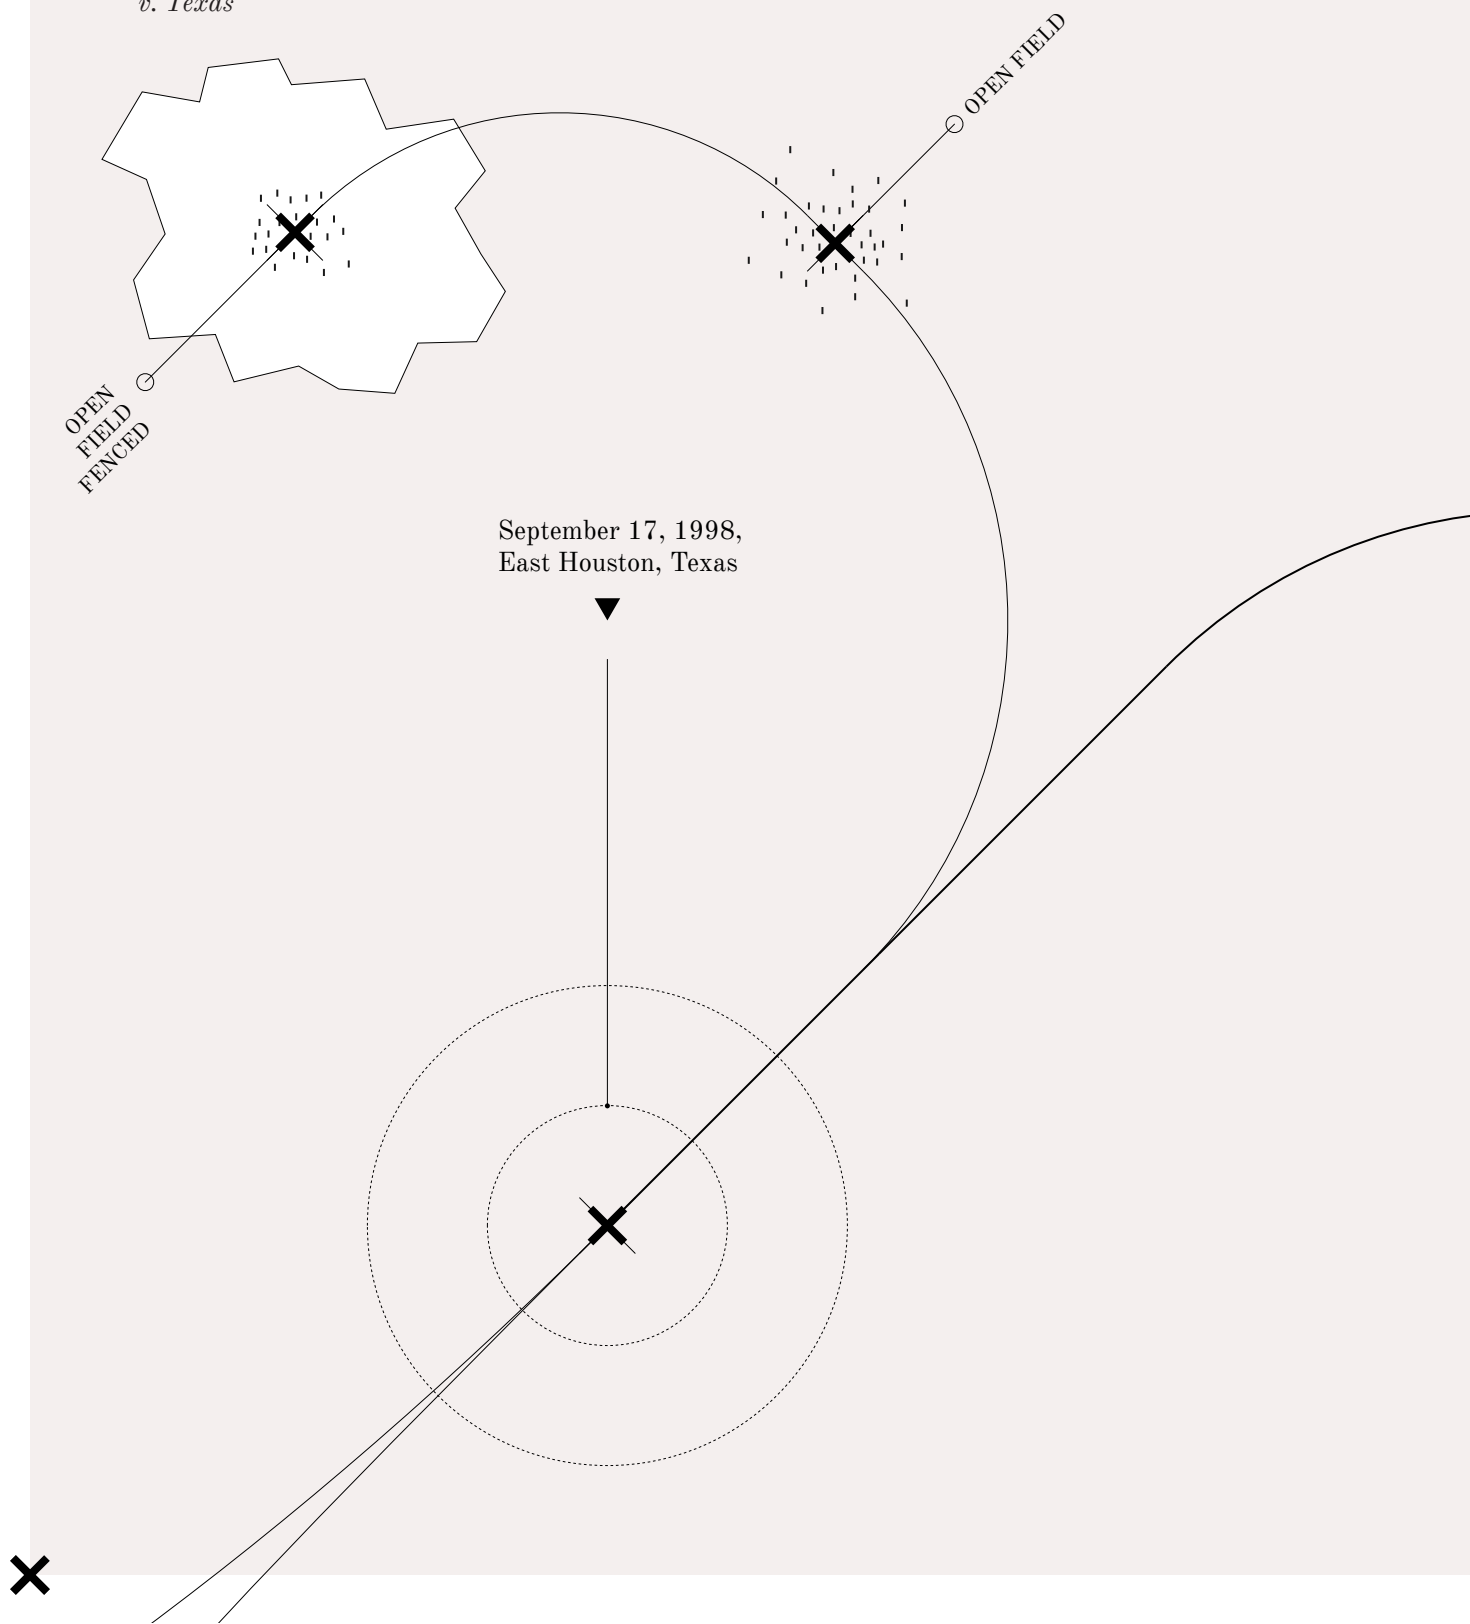 v. Texas
OPEN FIELD
OPEN
FIELD
FENCED
September 17, 1998,
East Houston, Texas